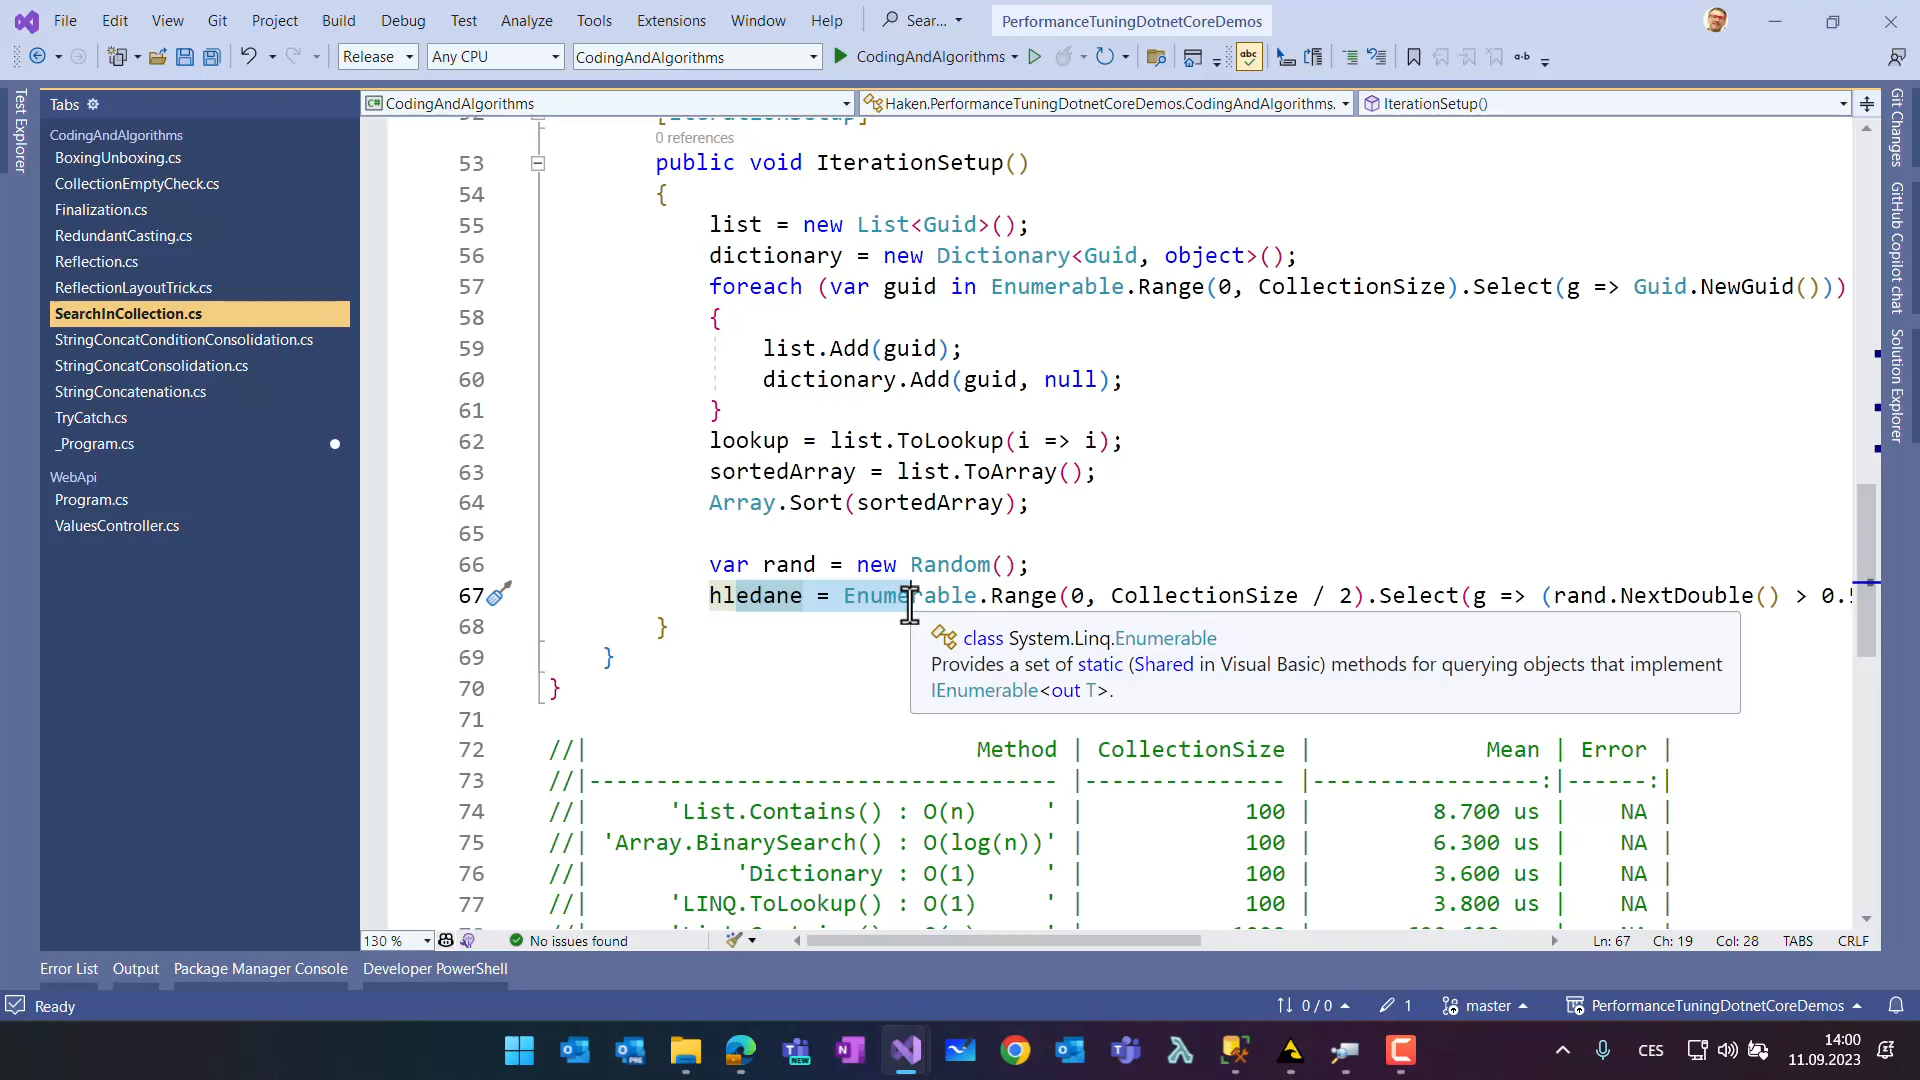 File Edit View Git Project Build Debug Test Analyze Tools Extensions Window Help Sear... PerformanceTuningDotnetCoreDemos
Release Any CPU CodingAndAlgorithms CodingAndAlgorithms
Test Explorer
Tabs
CodingAndAlgorithms
BoxingUnboxing.cs
CollectionEmptyCheck.cs
Finalization.cs
RedundantCasting.cs
Reflection.cs
ReflectionLayoutTrick.cs
SearchInCollection.cs
StringConcatConditionConsolidation.cs
StringConcatConsolidation.cs
StringConcatenation.cs
TryCatch.cs
_Program.cs
WebApi
Program.cs
ValuesController.cs
CodingAndAlgorithms Haken.PerformanceTuningDotnetCoreDemos.CodingAndAlgorithms. IterationSetup()
0 references
53 public void IterationSetup()
54 {
55 list = new List<Guid>();
56 dictionary = new Dictionary<Guid, object>();
57 foreach (var guid in Enumerable.Range(0, CollectionSize).Select(g => Guid.NewGuid()))
58 {
59 list.Add(guid);
60 dictionary.Add(guid, null);
61 }
62 lookup = list.ToLookup(i => i);
63 sortedArray = list.ToArray();
64 Array.Sort(sortedArray);
65
66 var rand = new Random();
67 hledane = Enumerable.Range(0, CollectionSize / 2).Select(g => (rand.NextDouble() > 0.
68 }
69 }
70 }
71
class System.Linq.Enumerable
Provides a set of static (Shared in Visual Basic) methods for querying objects that implement
IEnumerable<out T>.
72 //| Method | CollectionSize | Mean | Error |
73 //|----------------------------------- |--------------- |-----------------:|------:|
74 //| 'List.Contains() : O(n) ' | 100 | 8.700 us | NA |
75 //| 'Array.BinarySearch() : O(log(n))' | 100 | 6.300 us | NA |
76 //| 'Dictionary : O(1) ' | 100 | 3.600 us | NA |
77 //| 'LINQ.ToLookup() : O(1) ' | 100 | 3.800 us | NA |
130 % No issues found Ln: 67 Ch: 19 Col: 28 TABS CRLF
Git Changes
GitHub Copilot chat
Solution Explorer
Error List Output Package Manager Console Developer PowerShell
Ready 0 / 0 1 master PerformanceTuningDotnetCoreDemos
CES 14:00
11.09.2023